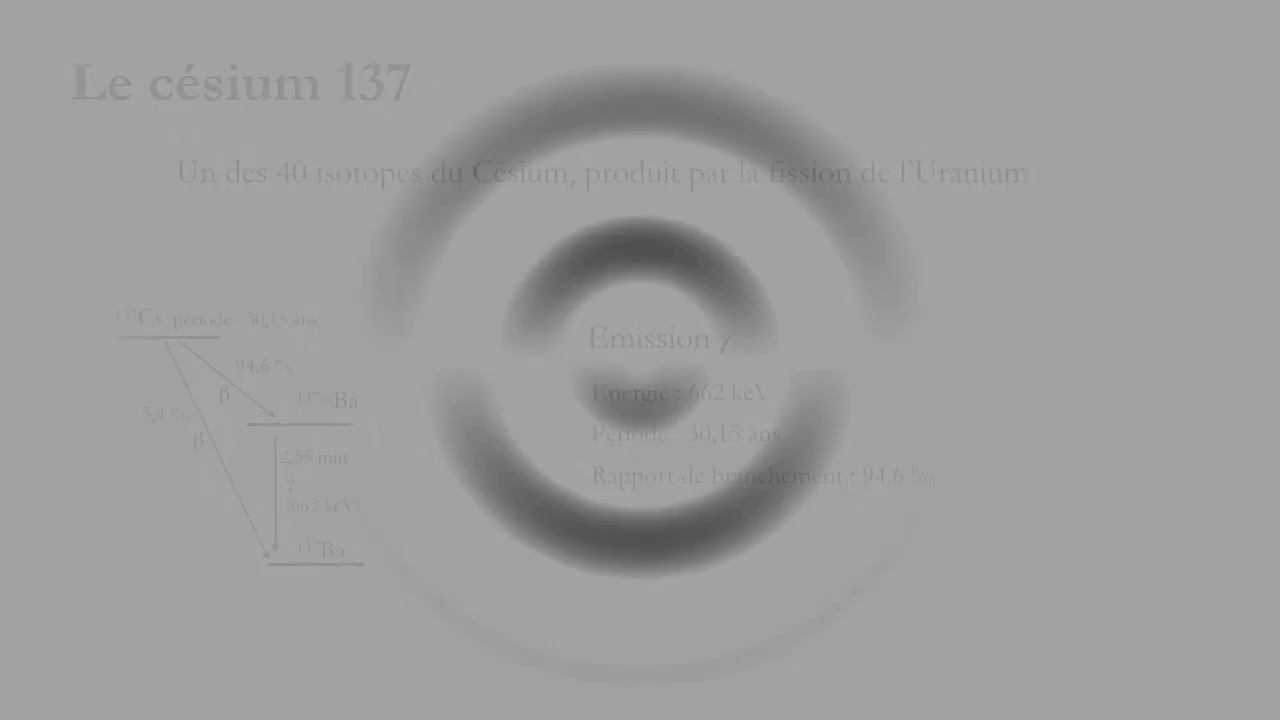 Le césium 137
Un des 40 isotopes du Césium, produit par la fission de l'Uranium
137Cs période : 30,15 ans
94,6 %
β
137mBa
5,4 %
β
2,55 min
?
(662 keV)
Ba
Emission γ
Energie : 662 keV
Période : 30,15 ans
Rapport de branchement : 94,6 %